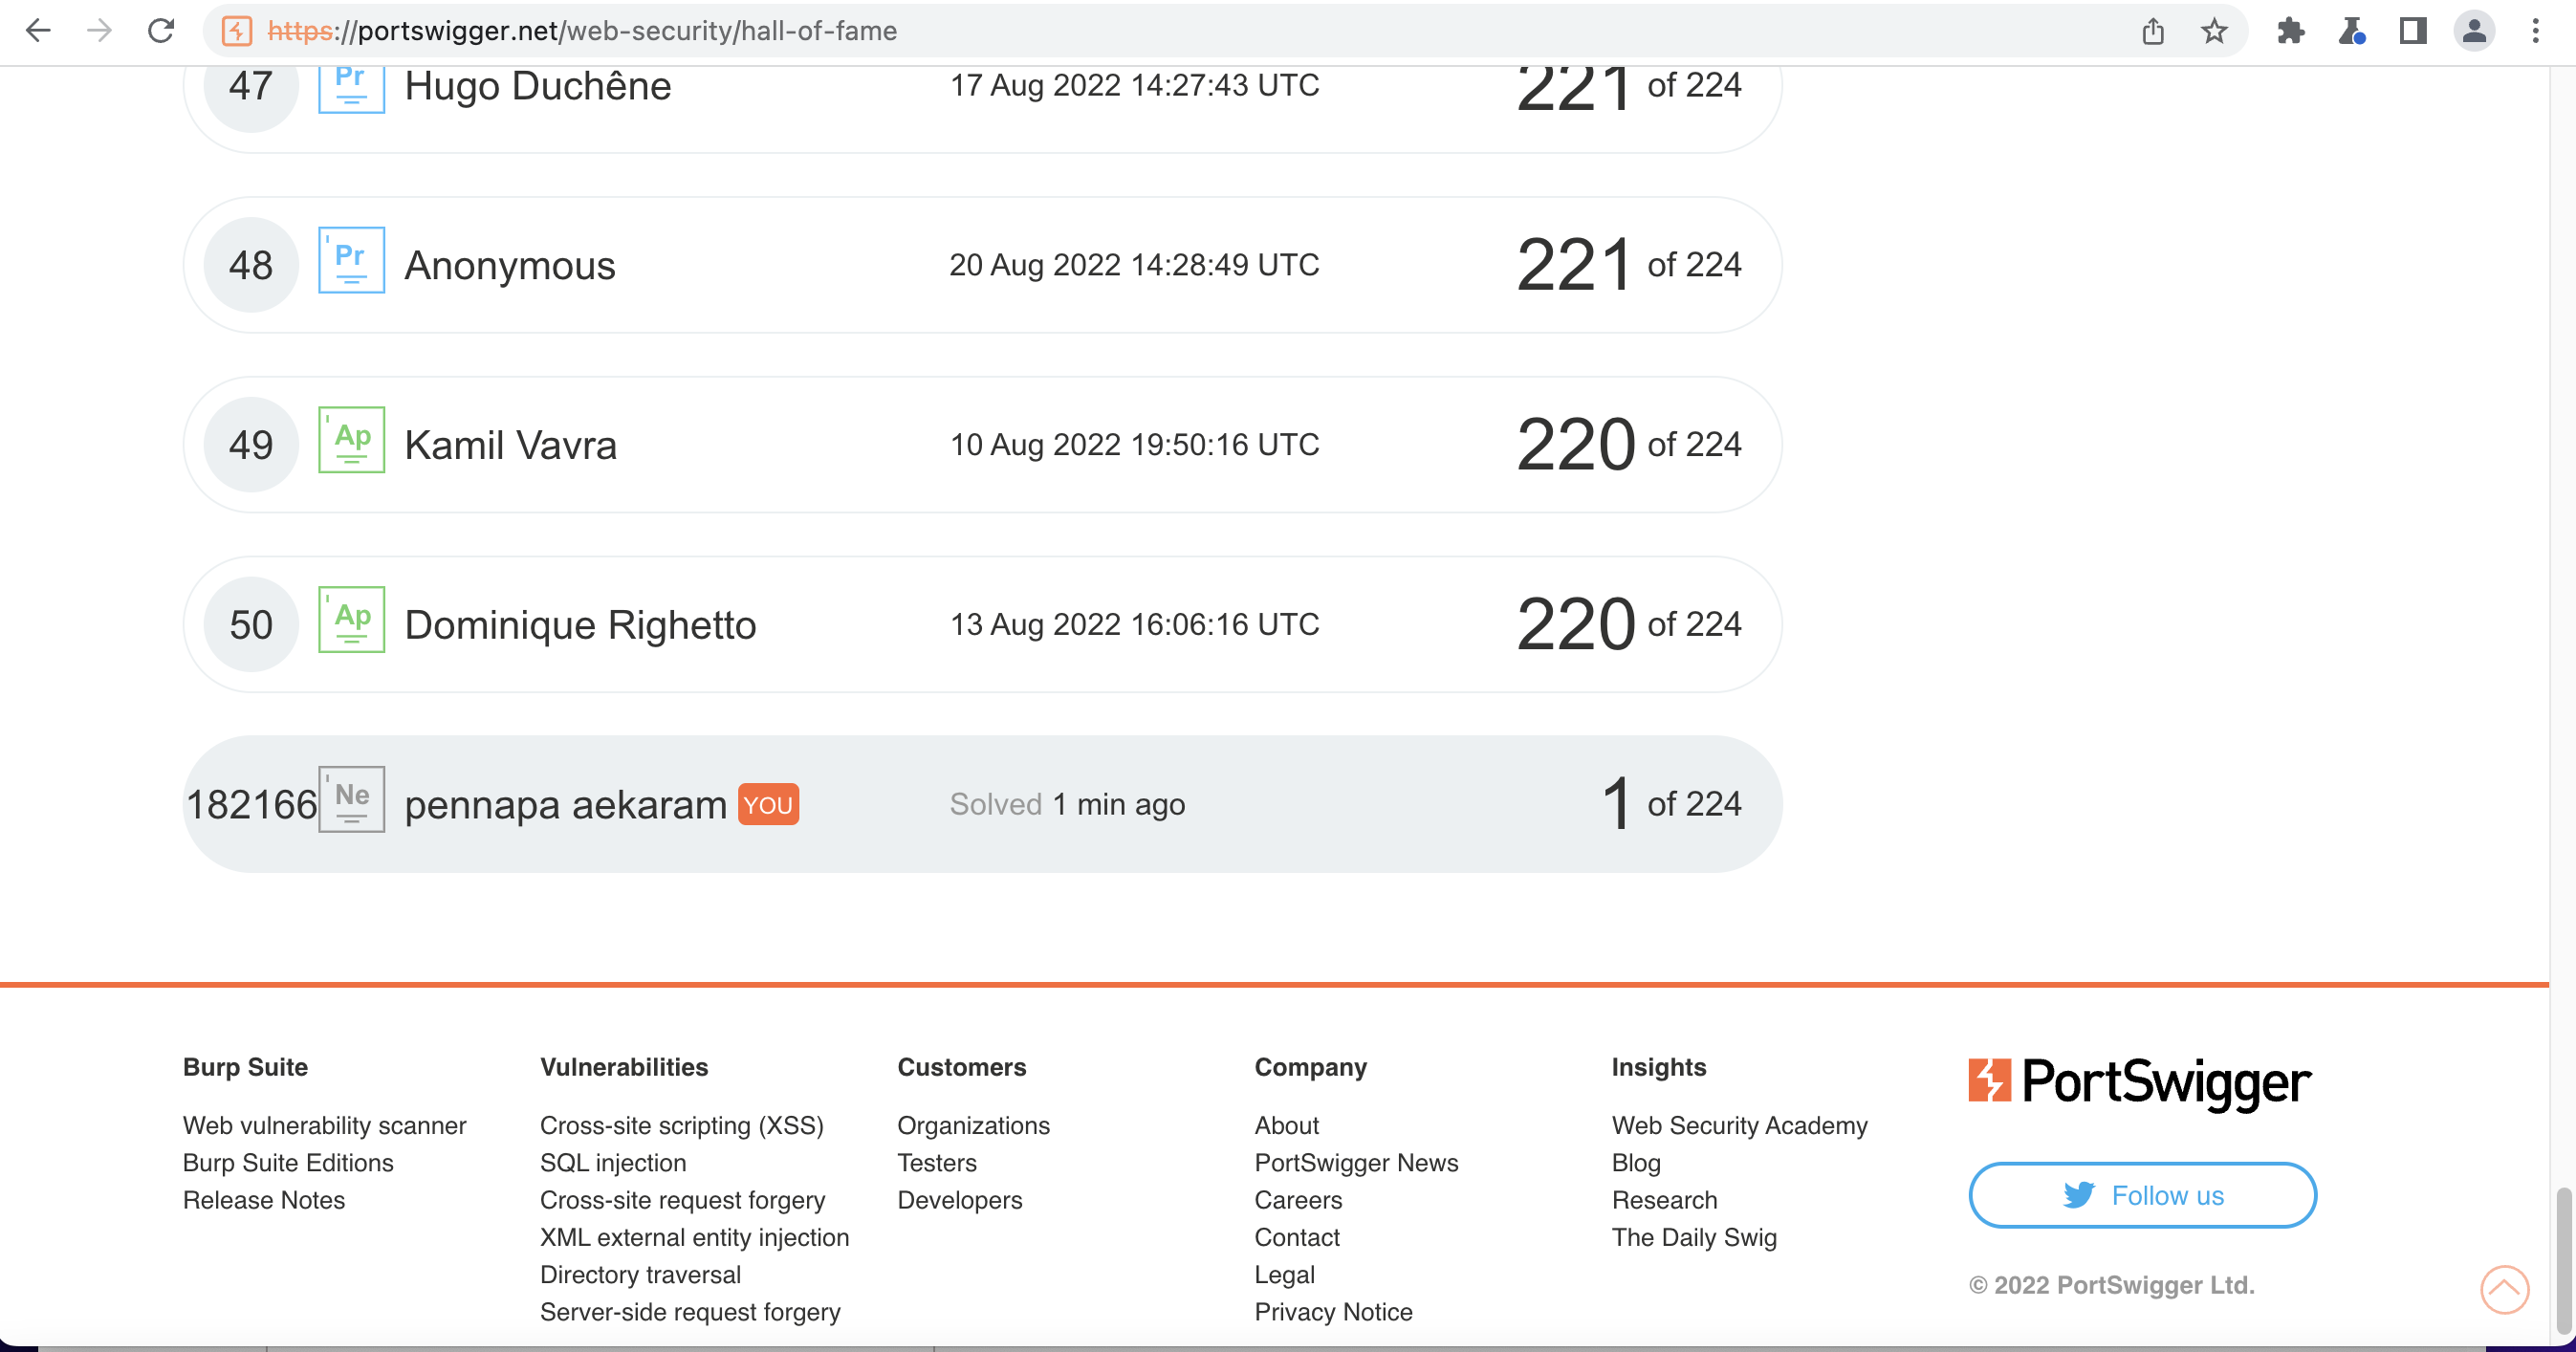 https://portswigger.net/web-security/hall-of-fame
47 Pr Hugo Duchêne 17 Aug 2022 14:27:43 UTC 221 of 224
48 Pr Anonymous 20 Aug 2022 14:28:49 UTC 221 of 224
49 Ap Kamil Vavra 10 Aug 2022 19:50:16 UTC 220 of 224
50 Ap Dominique Righetto 13 Aug 2022 16:06:16 UTC 220 of 224
182166 Ne pennapa aekaram YOU Solved 1 min ago 1 of 224
Burp Suite
Web vulnerability scanner
Burp Suite Editions
Release Notes
Vulnerabilities
Cross-site scripting (XSS)
SQL injection
Cross-site request forgery
XML external entity injection
Directory traversal
Server-side request forgery
Customers
Organizations
Testers
Developers
Company
About
PortSwigger News
Careers
Contact
Legal
Privacy Notice
Insights
Web Security Academy
Blog
Research
The Daily Swig
PortSwigger
Follow us
© 2022 PortSwigger Ltd.